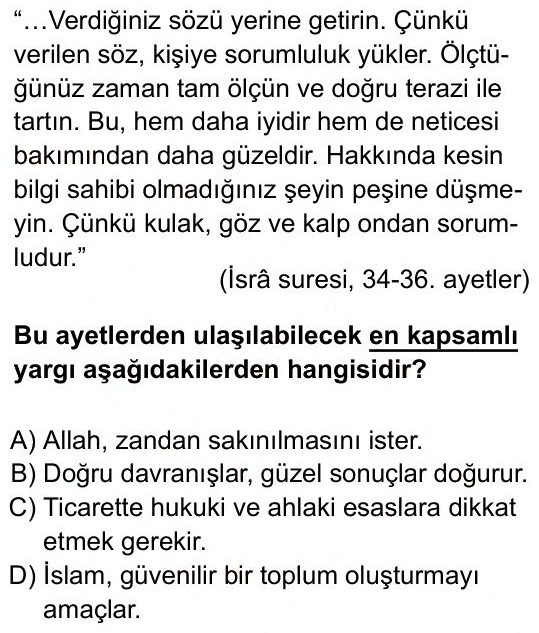 “…Verdiğiniz sözü yerine getirin. Çünkü
verilen söz, kişiye sorumluluk yükler. Ölçtü-
ğünüz zaman tam ölçün ve doğru terazi ile
tartın. Bu, hem daha iyidir hem de neticesi
bakımından daha güzeldir. Hakkında kesin
bilgi sahibi olmadığınız şeyin peşine düşme-
yin. Çünkü kulak, göz ve kalp ondan sorum-
ludur.”
(İsrâ suresi, 34-36. ayetler)
Bu ayetlerden ulaşılabilecek en kapsamlı
yargı aşağıdakilerden hangisidir?
A) Allah, zandan sakınılmasını ister.
B) Doğru davranışlar, güzel sonuçlar doğurur.
C) Ticarette hukuki ve ahlaki esaslara dikkat
etmek gerekir.
D) İslam, güvenilir bir toplum oluşturmayı
amaçlar.